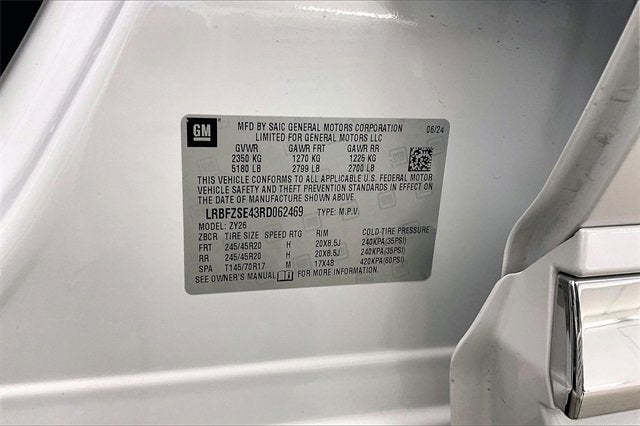 GM
MFD BY SAIC GENERAL MOTORS CORPORATION 06/24
LIMITED FOR GENERAL MOTORS LLC
GVWR GAWR FRT GAWR RR
2350 KG 1270 KG 1225 KG
5180 LB 2799 LB 2700 LB
THIS VEHICLE CONFORMS TO ALL APPLICABLE U.S. FEDERAL MOTOR
VEHICLE SAFETY AND THEFT PREVENTION STANDARDS IN EFFECT ON
THE DATE OF MANUFACTURE SHOWN ABOVE.
LRBFZSE43RD062469 TYPE: M.P.V.
MODEL: ZY26
ZBCR TIRE SIZE SPEED RTG RIM COLD TIRE PRESSURE
FRT 245/45R20 H 20X8.5J 240KPA(35PSI)
RR 245/45R20 H 20X8.5J 240KPA(35PSI)
SPA T145/70R17 M 17X4B 420KPA(60PSI)
SEE OWNER'S MANUAL FOR MORE INFORMATION.